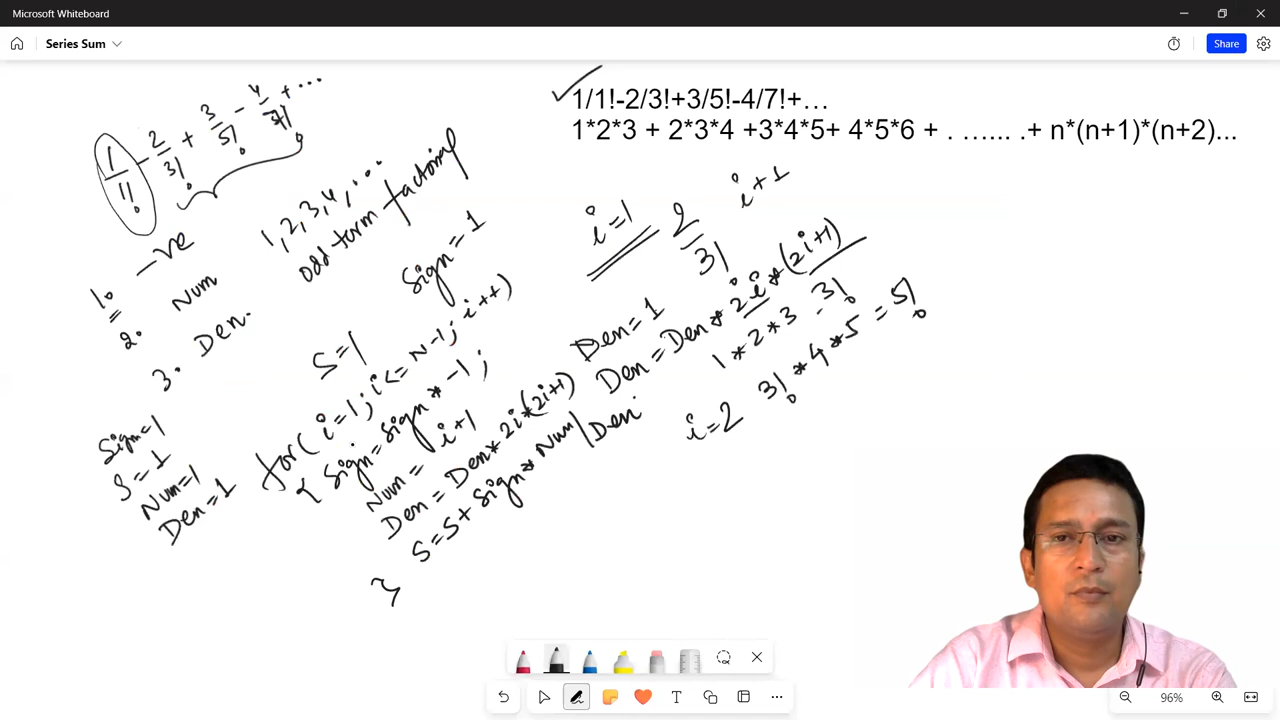 Microsoft Whiteboard
Series Sum
Share
1/1!-2/3!+3/5!-4/7!+…
1*2*3 + 2*3*4 +3*4*5+ 4*5*6 + . …... .+ n*(n+1)*(n+2)...
1/1! - 2/3! + 3/5! - 4/7! + ...
1. -ve
2. Num 1,2,3,4,...
3. Den. odd term factorial
Sign=1
S=1
Num=1
Den=1
Sign=1
S=1
for(i=1; i<=N-1; i++)
{ Sign=Sign*-1;
Num= i+1
Den=Den*2i*(2i+1)
S=S+Sign*Num/Den
}
i=1 2/3! i+1
Den=1
Den=Den*2i*(2i+1)
1*2*3 3!
i=2 3!*4*5=5!
96%